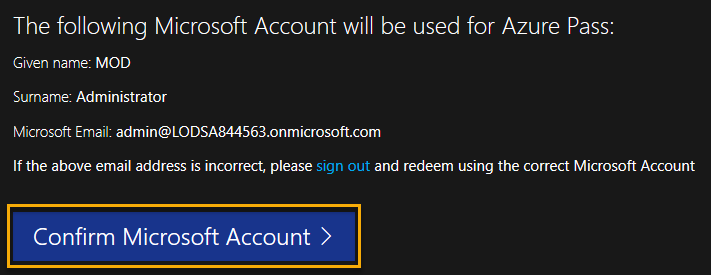 The following Microsoft Account will be used for Azure Pass:
Given name: MOD
Surname: Administrator
Microsoft Email: admin@LODSA844563.onmicrosoft.com
If the above email address is incorrect, please sign out and redeem using the correct Microsoft Account
Confirm Microsoft Account >